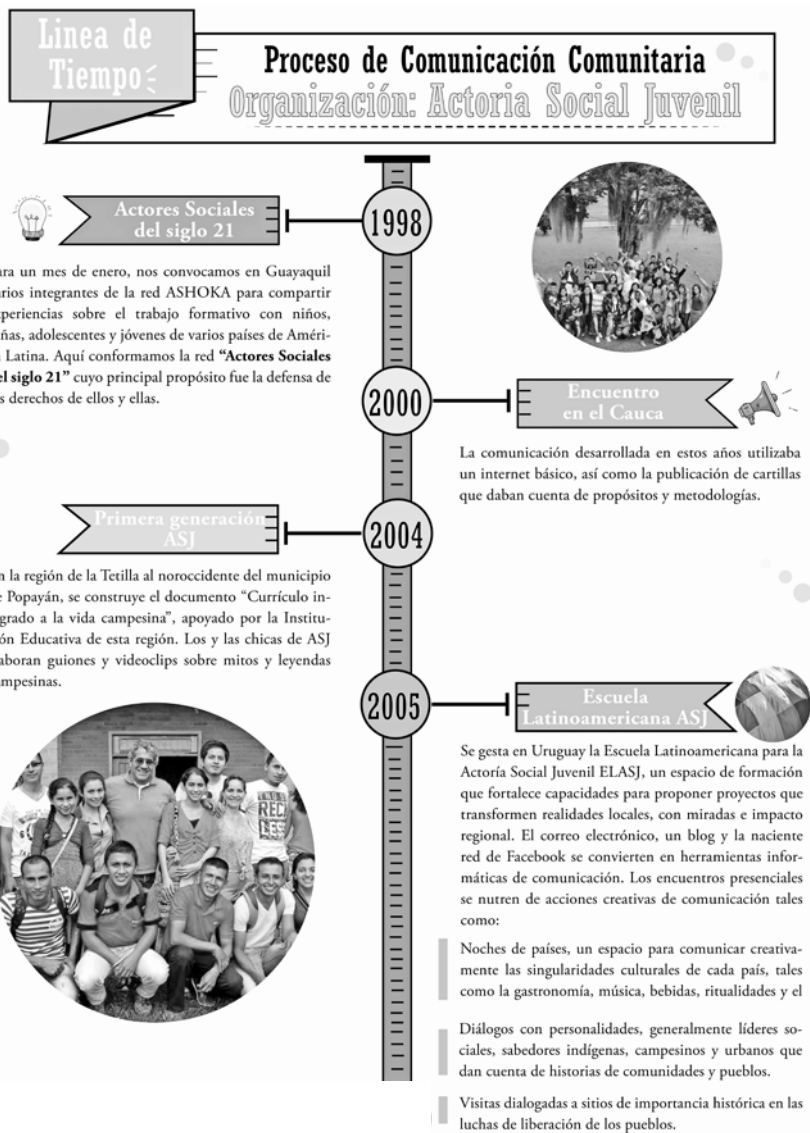 Linea de
Tiempo
Proceso de Comunicación Comunitaria
Organización: Actoria Social Juvenil
1998
Actores Sociales
del siglo 21
ara un mes de enero, nos convocamos en Guayaquil
arios integrantes de la red ASHOKA para compartir
periencias sobre el trabajo formativo con niños,
ñas, adolescentes y jóvenes de varios países de Améri-
Latina. Aquí conformamos la red "Actores Sociales
el siglo 21" cuyo principal propósito fue la defensa de
s derechos de ellos y ellas.
2000
Encuentro
en el Cauca
La comunicación desarrollada en estos años utilizaba
un internet básico, así como la publicación de cartillas
que daban cuenta de propósitos y metodologías.
2004
Primera generación
ASJ
n la región de la Tetilla al noroccidente del municipio
e Popayán, se construye el documento "Currículo in-
grado a la vida campesina", apoyado por la Institu-
ón Educativa de esta región. Los y las chicas de ASJ
aboran guiones y videoclips sobre mitos y leyendas
mpesinas.
2005
Escuela
Latinoamericana ASJ
Se gesta en Uruguay la Escuela Latinoamericana para la
Actoría Social Juvenil ELASJ, un espacio de formación
que fortalece capacidades para proponer proyectos que
transformen realidades locales, con miradas e impacto
regional. El correo electrónico, un blog y la naciente
red de Facebook se convierten en herramientas infor-
máticas de comunicación. Los encuentros presenciales
se nutren de acciones creativas de comunicación tales
como:
Noches de países, un espacio para comunicar creativa-
mente las singularidades culturales de cada país, tales
como la gastronomía, música, bebidas, ritualidades y el
Diálogos con personalidades, generalmente líderes so-
ciales, sabedores indígenas, campesinos y urbanos que
dan cuenta de historias de comunidades y pueblos.
Visitas dialogadas a sitios de importancia histórica en las
luchas de liberación de los pueblos.